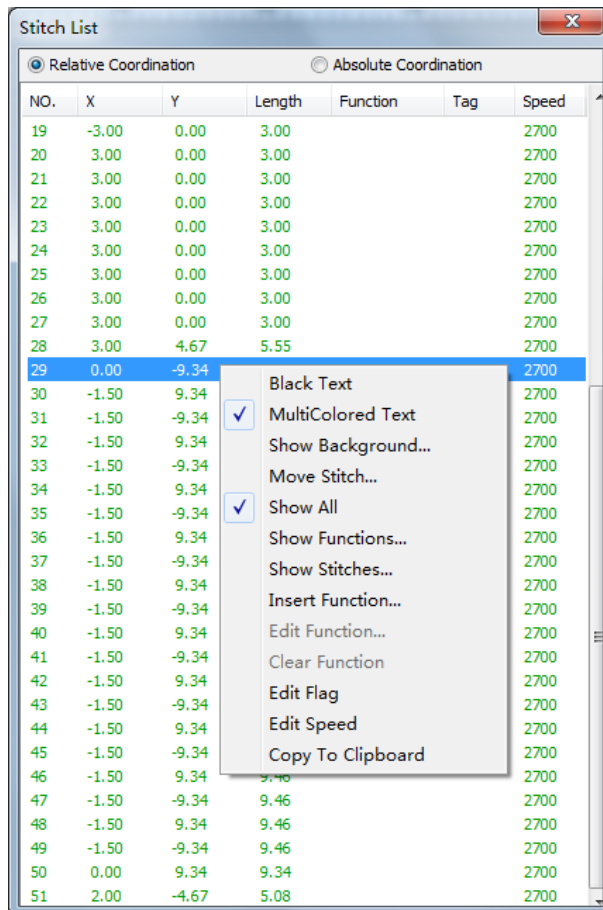 Stitch List
Relative Coordination Absolute Coordination
NO. X Y Length Function Tag Speed
19 -3.00 0.00 3.00 2700
20 3.00 0.00 3.00 2700
21 3.00 0.00 3.00 2700
22 3.00 0.00 3.00 2700
23 3.00 0.00 3.00 2700
24 3.00 0.00 3.00 2700
25 3.00 0.00 3.00 2700
26 3.00 0.00 3.00 2700
27 3.00 0.00 3.00 2700
28 3.00 4.67 5.55 2700
29 0.00 -9.34 2700
30 -1.50 9.34 2700
31 -1.50 -9.34 2700
32 -1.50 9.34 2700
33 -1.50 -9.34 2700
34 -1.50 9.34 2700
35 -1.50 -9.34 2700
36 -1.50 9.34 2700
37 -1.50 -9.34 2700
38 -1.50 9.34 2700
39 -1.50 -9.34 2700
40 -1.50 9.34 2700
41 -1.50 -9.34 2700
42 -1.50 9.34 2700
43 -1.50 -9.34 2700
44 -1.50 9.34 2700
45 -1.50 -9.34 2700
46 -1.50 9.34 9.46 2700
47 -1.50 -9.34 9.46 2700
48 -1.50 9.34 9.46 2700
49 -1.50 -9.34 9.46 2700
50 0.00 9.34 9.34 2700
51 2.00 -4.67 5.08 2700
Black Text
MultiColored Text
Show Background...
Move Stitch...
Show All
Show Functions...
Show Stitches...
Insert Function...
Edit Function...
Clear Function
Edit Flag
Edit Speed
Copy To Clipboard